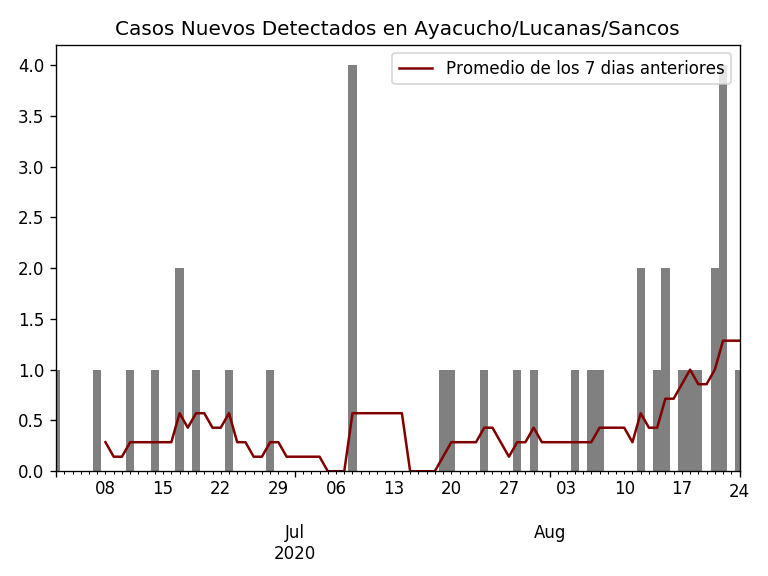 Casos Nuevos Detectados en Ayacucho/Lucanas/Sancos
Promedio de los 7 dias anteriores
4.0
3.5
3.0
2.5
2.0
1.5
1.0
0.5
0.0
08 15 22 29 06 13 20 27 03 10 17 24
Jul Aug
2020